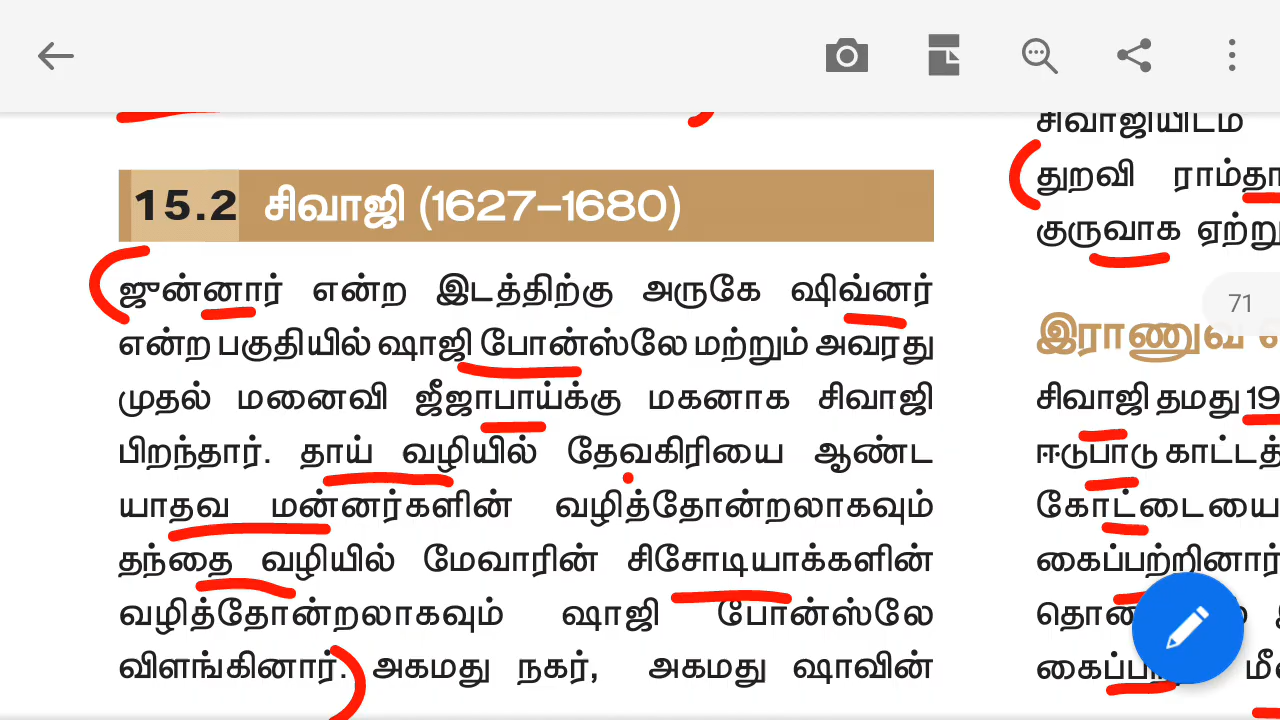 15.2 சிவாஜி (1627–1680)
ஜுன்னார் என்ற இடத்திற்கு அருகே ஷிவ்னர்
என்ற பகுதியில் ஷாஜி போன்ஸ்லே மற்றும் அவரது
முதல் மனைவி ஜீஜாபாய்க்கு மகனாக சிவாஜி
பிறந்தார். தாய் வழியில் தேவகிரியை ஆண்ட
யாதவ மன்னர்களின் வழித்தோன்றலாகவும்
தந்தை வழியில் மேவாரின் சிசோடியாக்களின்
வழித்தோன்றலாகவும் ஷாஜி போன்ஸ்லே
விளங்கினார். அகமது நகர், அகமது ஷாவின்
சிவாஜியிடம்
துறவி ராம்தா
குருவாக ஏற்று
71
இராணுவ
சிவாஜி தமது 19
ஈடுபாடு காட்டத்
கோட்டையை
கைப்பற்றினார்